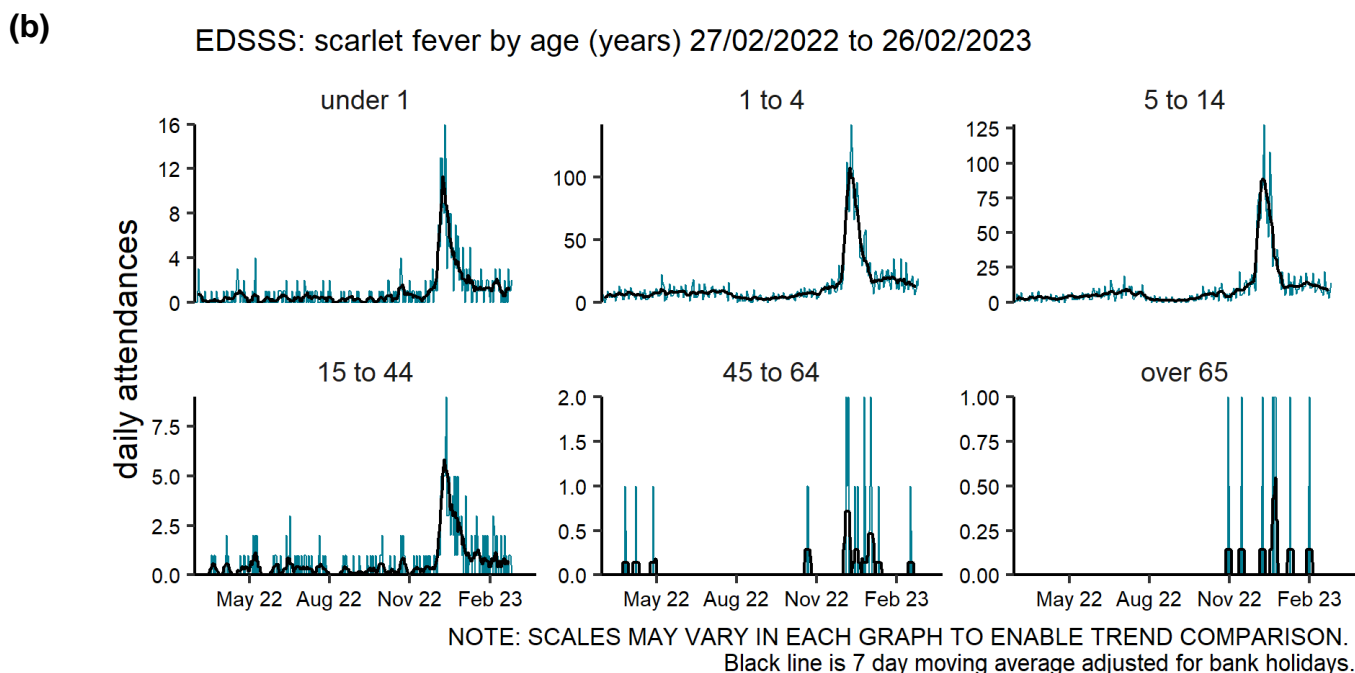 (b)
EDSSS: scarlet fever by age (years) 27/02/2022 to 26/02/2023
daily attendances
under 1
16
12
8
4
0
1 to 4
100
50
0
5 to 14
125
100
75
50
25
0
15 to 44
7.5
5.0
2.5
0.0
May 22 Aug 22 Nov 22 Feb 23
45 to 64
2.0
1.5
1.0
0.5
0.0
May 22 Aug 22 Nov 22 Feb 23
over 65
1.00
0.75
0.50
0.25
0.00
May 22 Aug 22 Nov 22 Feb 23
NOTE: SCALES MAY VARY IN EACH GRAPH TO ENABLE TREND COMPARISON.
Black line is 7 day moving average adjusted for bank holidays.